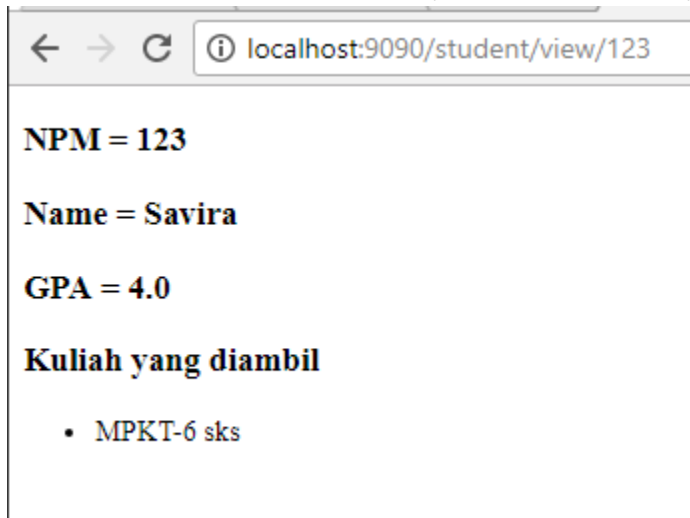 localhost:9090/student/view/123
NPM = 123
Name = Savira
GPA = 4.0
Kuliah yang diambil
• MPKT-6 sks